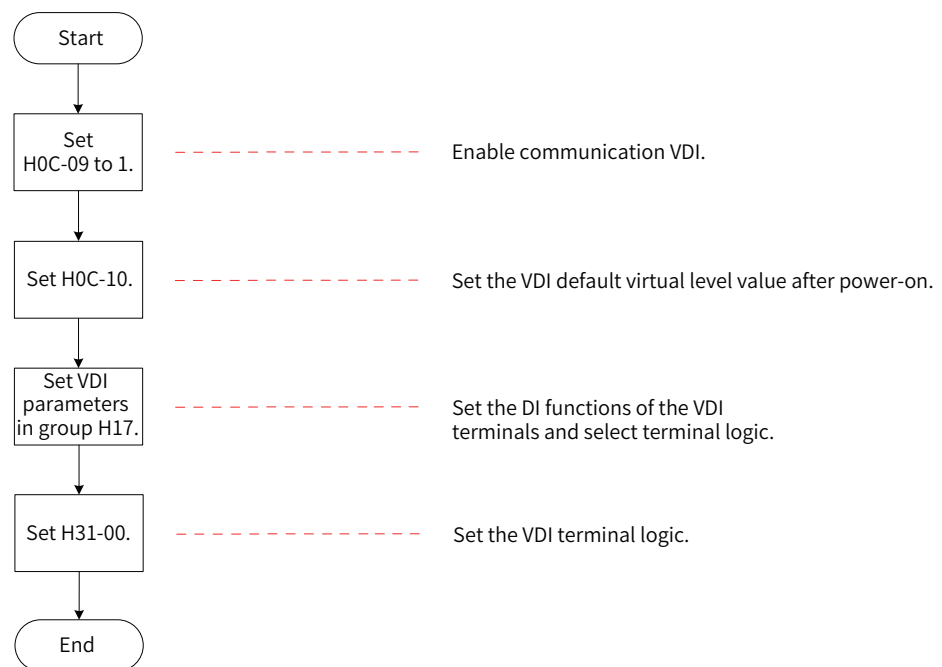 Start
Set
H0C-09 to 1.
Enable communication VDI.
Set H0C-10.
Set the VDI default virtual level value after power-on.
Set VDI
parameters
in group H17.
Set the DI functions of the VDI
terminals and select terminal logic.
Set H31-00.
Set the VDI terminal logic.
End